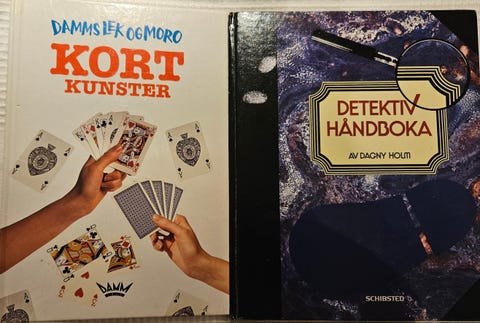 DAMMS LEK OG MORO
KORT
KUNSTER
DAMM
DETEKTIV
HÅNDBOKA
AV DAGNY HOLM
SCHIBSTED